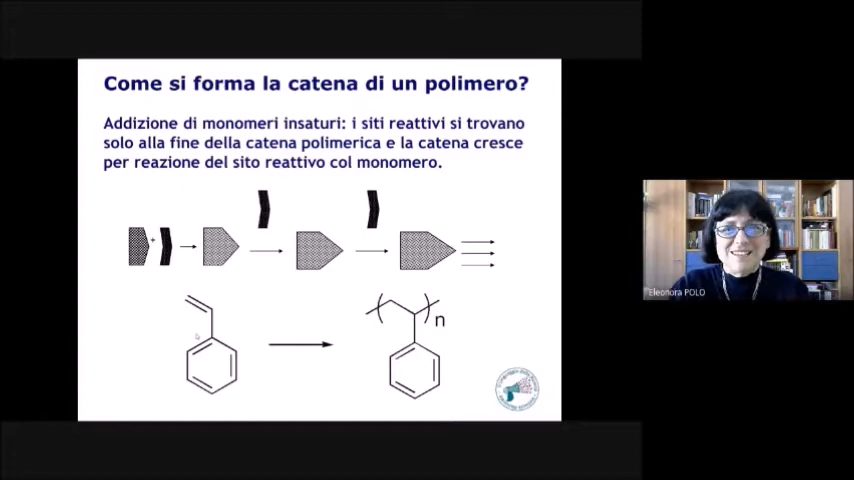 Come si forma la catena di un polimero?
Addizione di monomeri insaturi: i siti reattivi si trovano
solo alla fine della catena polimerica e la catena cresce
per reazione del sito reattivo col monomero.
+
n
Eleonora POLO